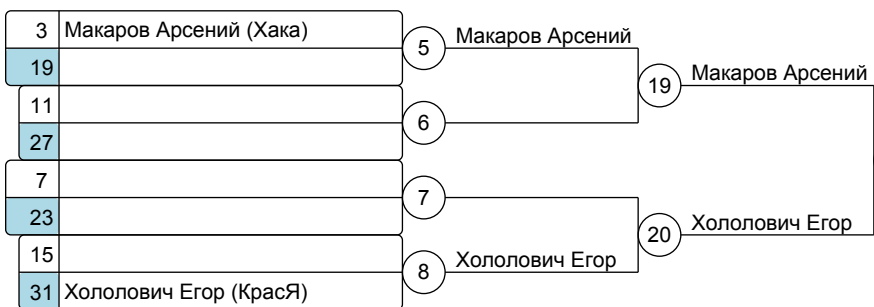 3 Макаров Арсений (Хака)
5 Макаров Арсений
19
19 Макаров Арсений
11
6
27
7
7
23
20 Хололович Егор
15
8 Хололович Егор
31 Хололович Егор (КрасЯ)